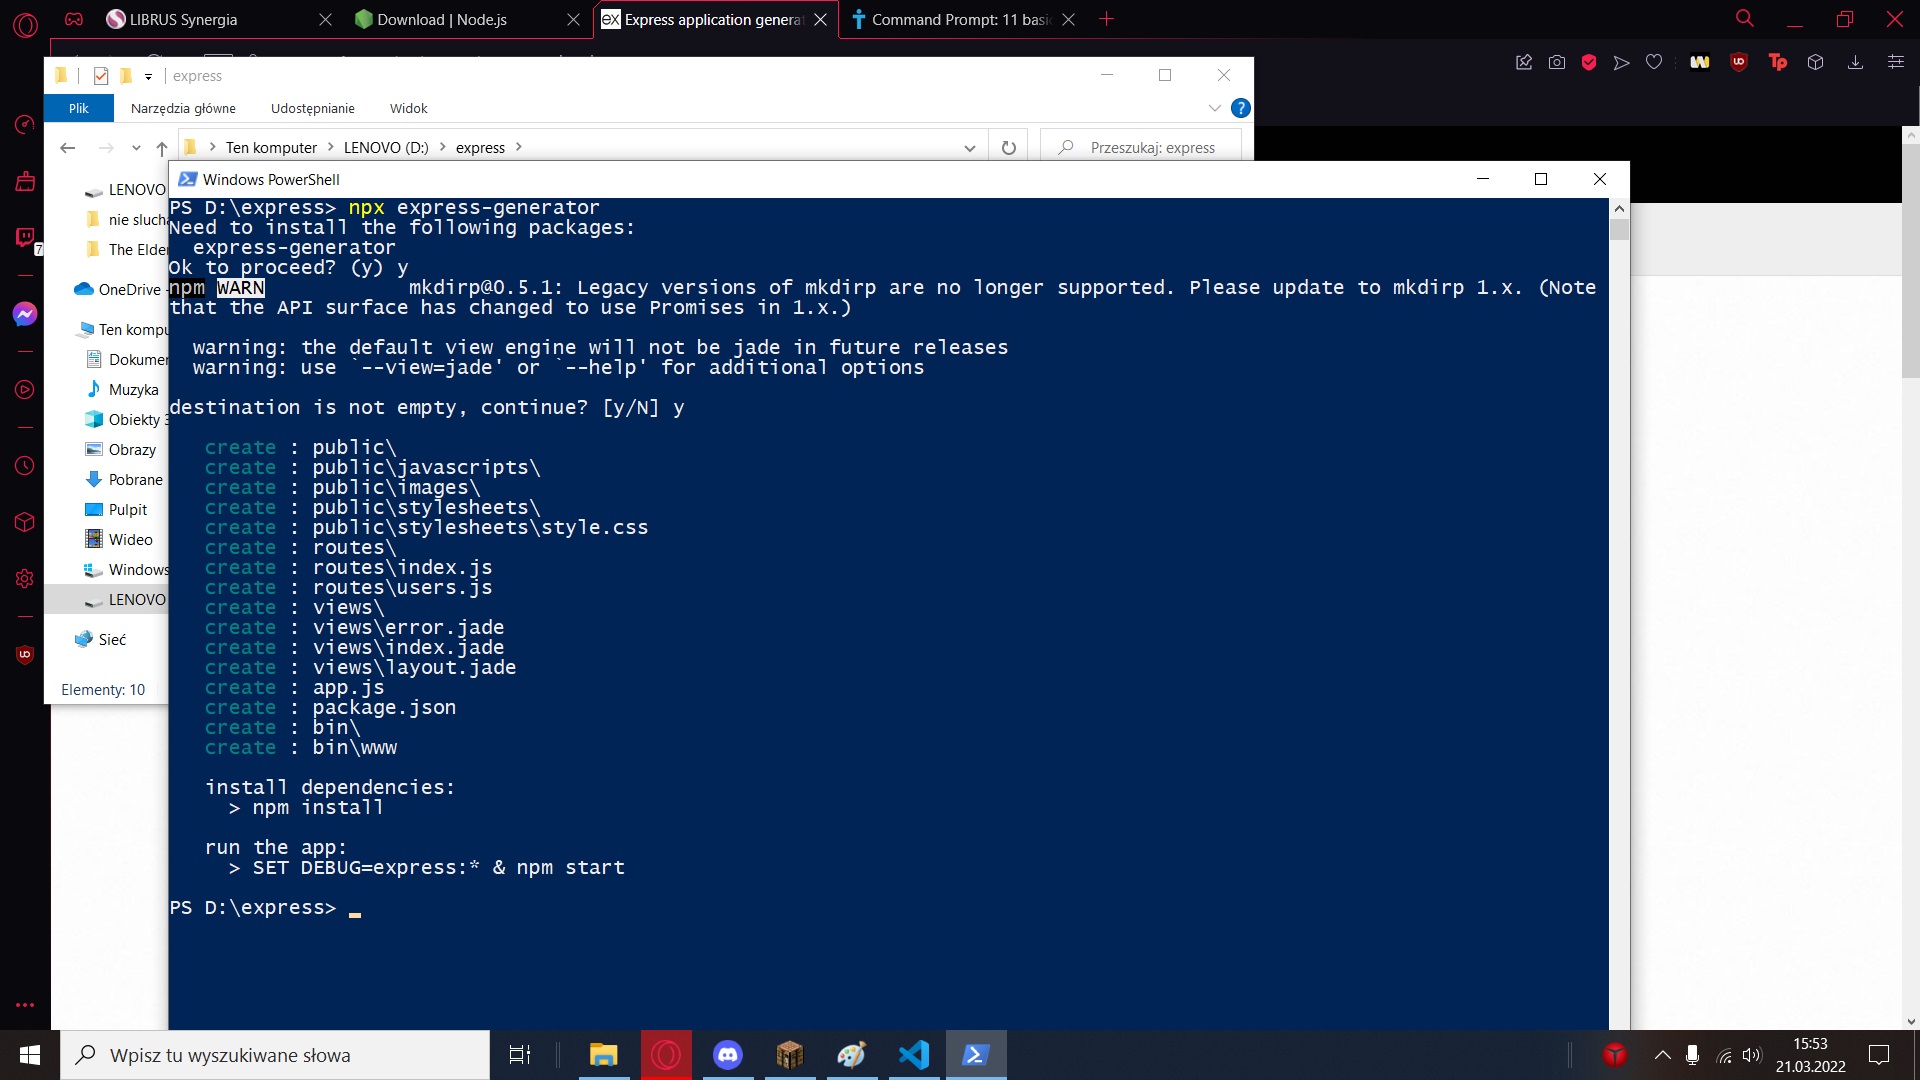 LIBRUS Synergia
Download | Node.js
ex Express application genera
Command Prompt: 11 basi
express
Plik
Narzędzia główne
Udostępnianie
Widok
Ten komputer > LENOVO (D:) > express >
Przeszukaj: express
7
LENOVO
nie słucha
The Elder
OneDrive -
Ten kompu
Dokumen
Muzyka
Obiekty 3
Obrazy
Pobrane
Pulpit
Wideo
Windows
LENOVO
Sieć
Elementy: 10
Windows PowerShell
PS D:\express> npx express-generator
Need to install the following packages:
express-generator
Ok to proceed? (y) y
npm WARN mkdirp@0.5.1: Legacy versions of mkdirp are no longer supported. Please update to mkdirp 1.x. (Note
that the API surface has changed to use Promises in 1.x.)
warning: the default view engine will not be jade in future releases
warning: use `--view=jade' or `--help' for additional options
destination is not empty, continue? [y/N] y
create : public\
create : public\javascripts\
create : public\images\
create : public\stylesheets\
create : public\stylesheets\style.css
create : routes\
create : routes\index.js
create : routes\users.js
create : views\
create : views\error.jade
create : views\index.jade
create : views\layout.jade
create : app.js
create : package.json
create : bin\
create : bin\www
install dependencies:
> npm install
run the app:
> SET DEBUG=express:* & npm start
PS D:\express>
Wpisz tu wyszukiwane słowa
15:53
21.03.2022